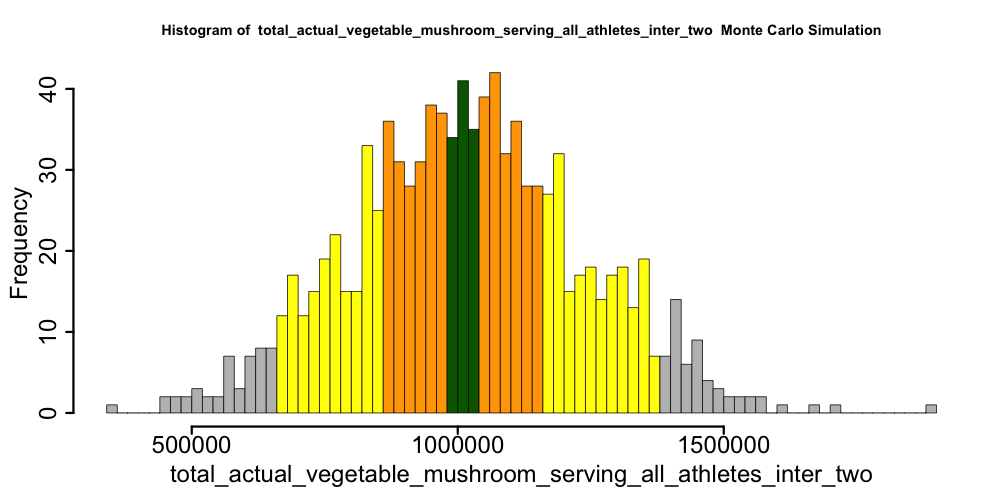 Histogram of  total_actual_vegetable_mushroom_serving_all_athletes_inter_two  Monte Carlo Simulation
Frequency
40
30
20
10
0
500000 1000000 1500000
total_actual_vegetable_mushroom_serving_all_athletes_inter_two